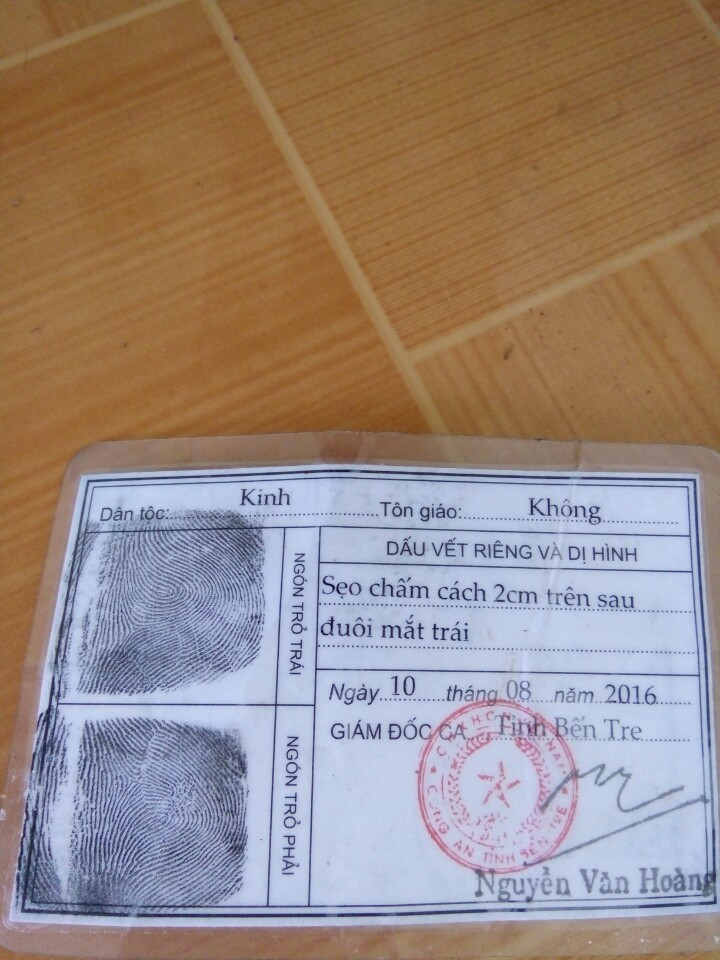 Dân tộc: Kinh Tôn giáo: Không
NGÓN TRỎ TRÁI
DẤU VẾT RIÊNG VÀ DỊ HÌNH
Sẹo chấm cách 2cm trên sau
đuôi mắt trái
Ngày 10 tháng 08 năm 2016
GIÁM ĐỐC CA Tỉnh Bến Tre
NGÓN TRỎ PHẢI
CÔNG AN TỈNH BẾN TRE
Nguyễn Văn Hoàng